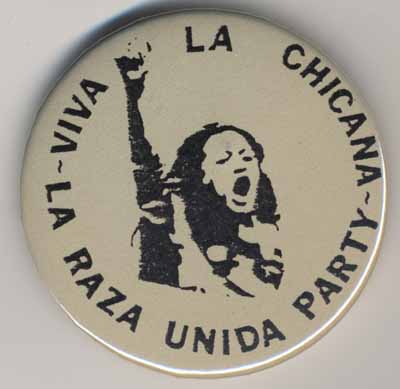 VIVA LA CHICANA
~ LA RAZA UNIDA PARTY ~